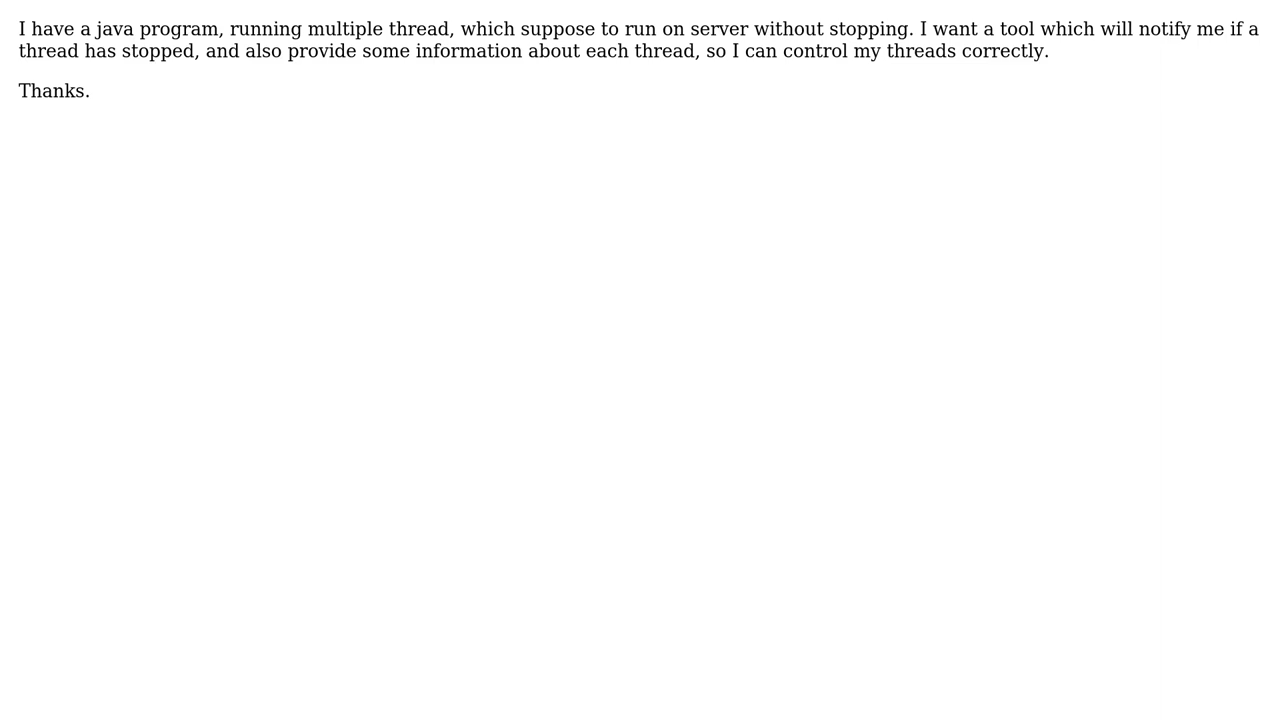 I have a java program, running multiple thread, which suppose to run on server without stopping. I want a tool which will notify me if a
thread has stopped, and also provide some information about each thread, so I can control my threads correctly.
Thanks.